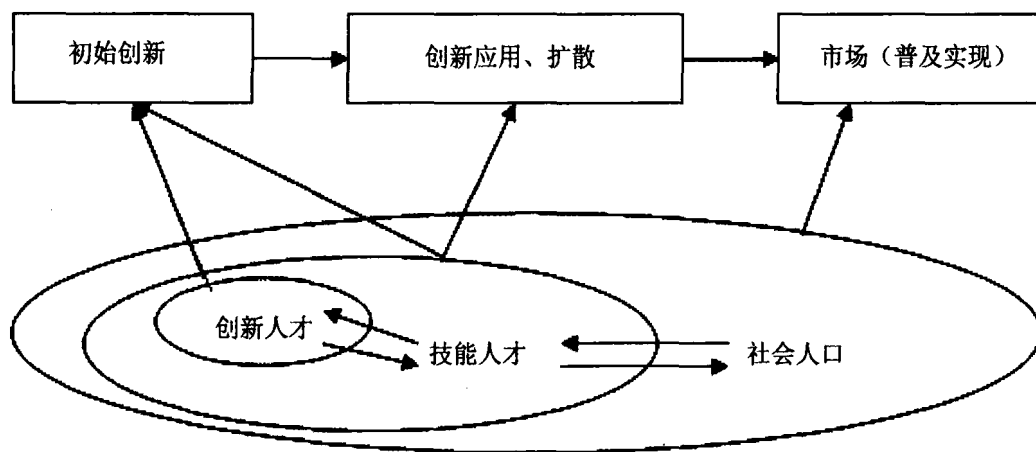 初始创新
创新应用、扩散
市场（普及实现）
创新人才
技能人才
社会人口